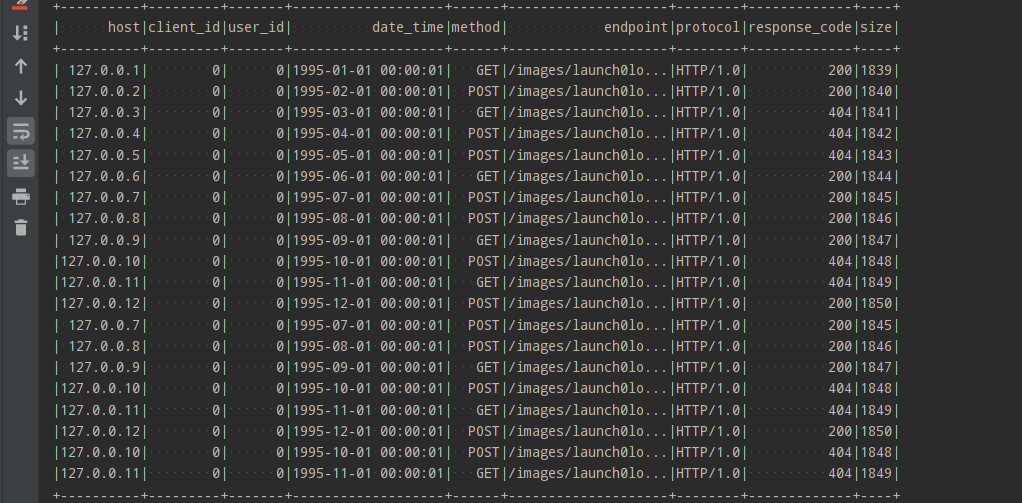 +----------+---------+-------+-------------------+------+--------------------+--------+-------------+----+
|      host|client_id|user_id|          date_time|method|            endpoint|protocol|response_code|size|
+----------+---------+-------+-------------------+------+--------------------+--------+-------------+----+
| 127.0.0.1|        0|      0|1995-01-01 00:00:01|   GET|/images/launch0lo...|HTTP/1.0|          200|1839|
| 127.0.0.2|        0|      0|1995-02-01 00:00:01|  POST|/images/launch0lo...|HTTP/1.0|          200|1840|
| 127.0.0.3|        0|      0|1995-03-01 00:00:01|   GET|/images/launch0lo...|HTTP/1.0|          404|1841|
| 127.0.0.4|        0|      0|1995-04-01 00:00:01|  POST|/images/launch0lo...|HTTP/1.0|          404|1842|
| 127.0.0.5|        0|      0|1995-05-01 00:00:01|  POST|/images/launch0lo...|HTTP/1.0|          404|1843|
| 127.0.0.6|        0|      0|1995-06-01 00:00:01|   GET|/images/launch0lo...|HTTP/1.0|          200|1844|
| 127.0.0.7|        0|      0|1995-07-01 00:00:01|  POST|/images/launch0lo...|HTTP/1.0|          200|1845|
| 127.0.0.8|        0|      0|1995-08-01 00:00:01|  POST|/images/launch0lo...|HTTP/1.0|          200|1846|
| 127.0.0.9|        0|      0|1995-09-01 00:00:01|   GET|/images/launch0lo...|HTTP/1.0|          200|1847|
|127.0.0.10|        0|      0|1995-10-01 00:00:01|  POST|/images/launch0lo...|HTTP/1.0|          404|1848|
|127.0.0.11|        0|      0|1995-11-01 00:00:01|   GET|/images/launch0lo...|HTTP/1.0|          404|1849|
|127.0.0.12|        0|      0|1995-12-01 00:00:01|  POST|/images/launch0lo...|HTTP/1.0|          200|1850|
| 127.0.0.7|        0|      0|1995-07-01 00:00:01|  POST|/images/launch0lo...|HTTP/1.0|          200|1845|
| 127.0.0.8|        0|      0|1995-08-01 00:00:01|  POST|/images/launch0lo...|HTTP/1.0|          200|1846|
| 127.0.0.9|        0|      0|1995-09-01 00:00:01|   GET|/images/launch0lo...|HTTP/1.0|          200|1847|
|127.0.0.10|        0|      0|1995-10-01 00:00:01|  POST|/images/launch0lo...|HTTP/1.0|          404|1848|
|127.0.0.11|        0|      0|1995-11-01 00:00:01|   GET|/images/launch0lo...|HTTP/1.0|          404|1849|
|127.0.0.12|        0|      0|1995-12-01 00:00:01|  POST|/images/launch0lo...|HTTP/1.0|          200|1850|
|127.0.0.10|        0|      0|1995-10-01 00:00:01|  POST|/images/launch0lo...|HTTP/1.0|          404|1848|
|127.0.0.11|        0|      0|1995-11-01 00:00:01|   GET|/images/launch0lo...|HTTP/1.0|          404|1849|
+----------+---------+-------+-------------------+------+--------------------+--------+-------------+----+